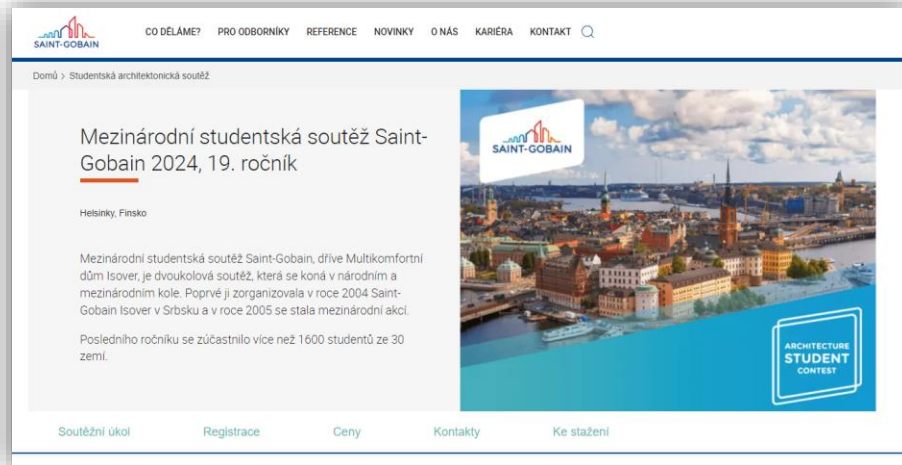 SAINT-GOBAIN
CO DĚLÁME? PRO ODBORNÍKY REFERENCE NOVINKY O NÁS KARIÉRA KONTAKT
Domů > Studentská architektonická soutěž
Mezinárodní studentská soutěž Saint-
Gobain 2024, 19. ročník
Helsinky, Finsko
Mezinárodní studentská soutěž Saint-Gobain, dříve Multikomfortní
dům Isover, je dvoukolová soutěž, která se koná v národním a
mezinárodním kole. Poprvé ji zorganizovala v roce 2004 Saint-
Gobain Isover v Srbsku a v roce 2005 se stala mezinárodní akcí.
Posledního ročníku se zúčastnilo více než 1600 studentů ze 30
zemí.
SAINT-GOBAIN
ARCHITECTURE
STUDENT
CONTEST
Soutěžní úkol Registrace Ceny Kontakty Ke stažení